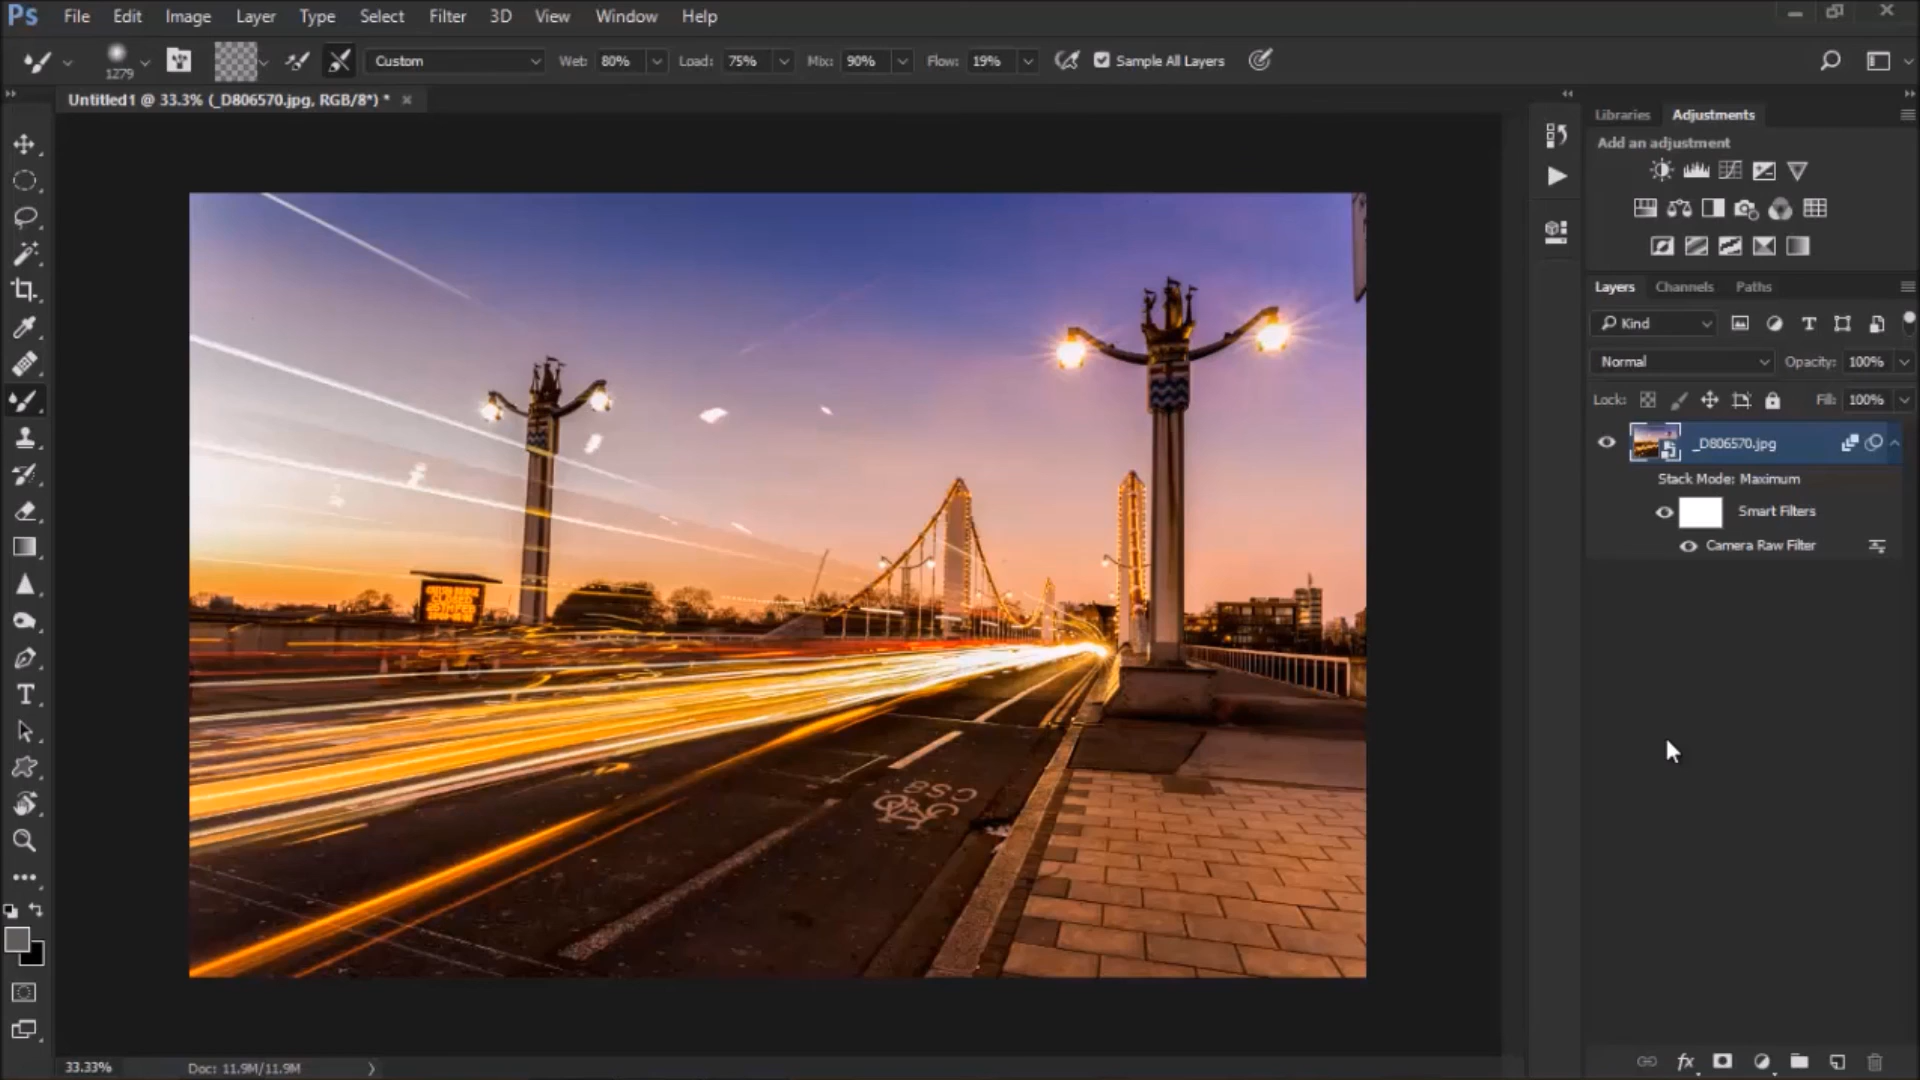 Ps File Edit Image Layer Type Select Filter 3D View Window Help
1279 Custom Wet: 80% Load: 75% Mix: 90% Flow: 19% Sample All Layers
Untitled1 @ 33.3% (_D806570.jpg, RGB/8*) * ×
Libraries Adjustments
Add an adjustment
Layers Channels Paths
Kind
Normal Opacity: 100%
Lock: Fill: 100%
_D806570.jpg
Stack Mode: Maximum
Smart Filters
Camera Raw Filter
CS8
33.33% Doc: 11.9M/11.9M